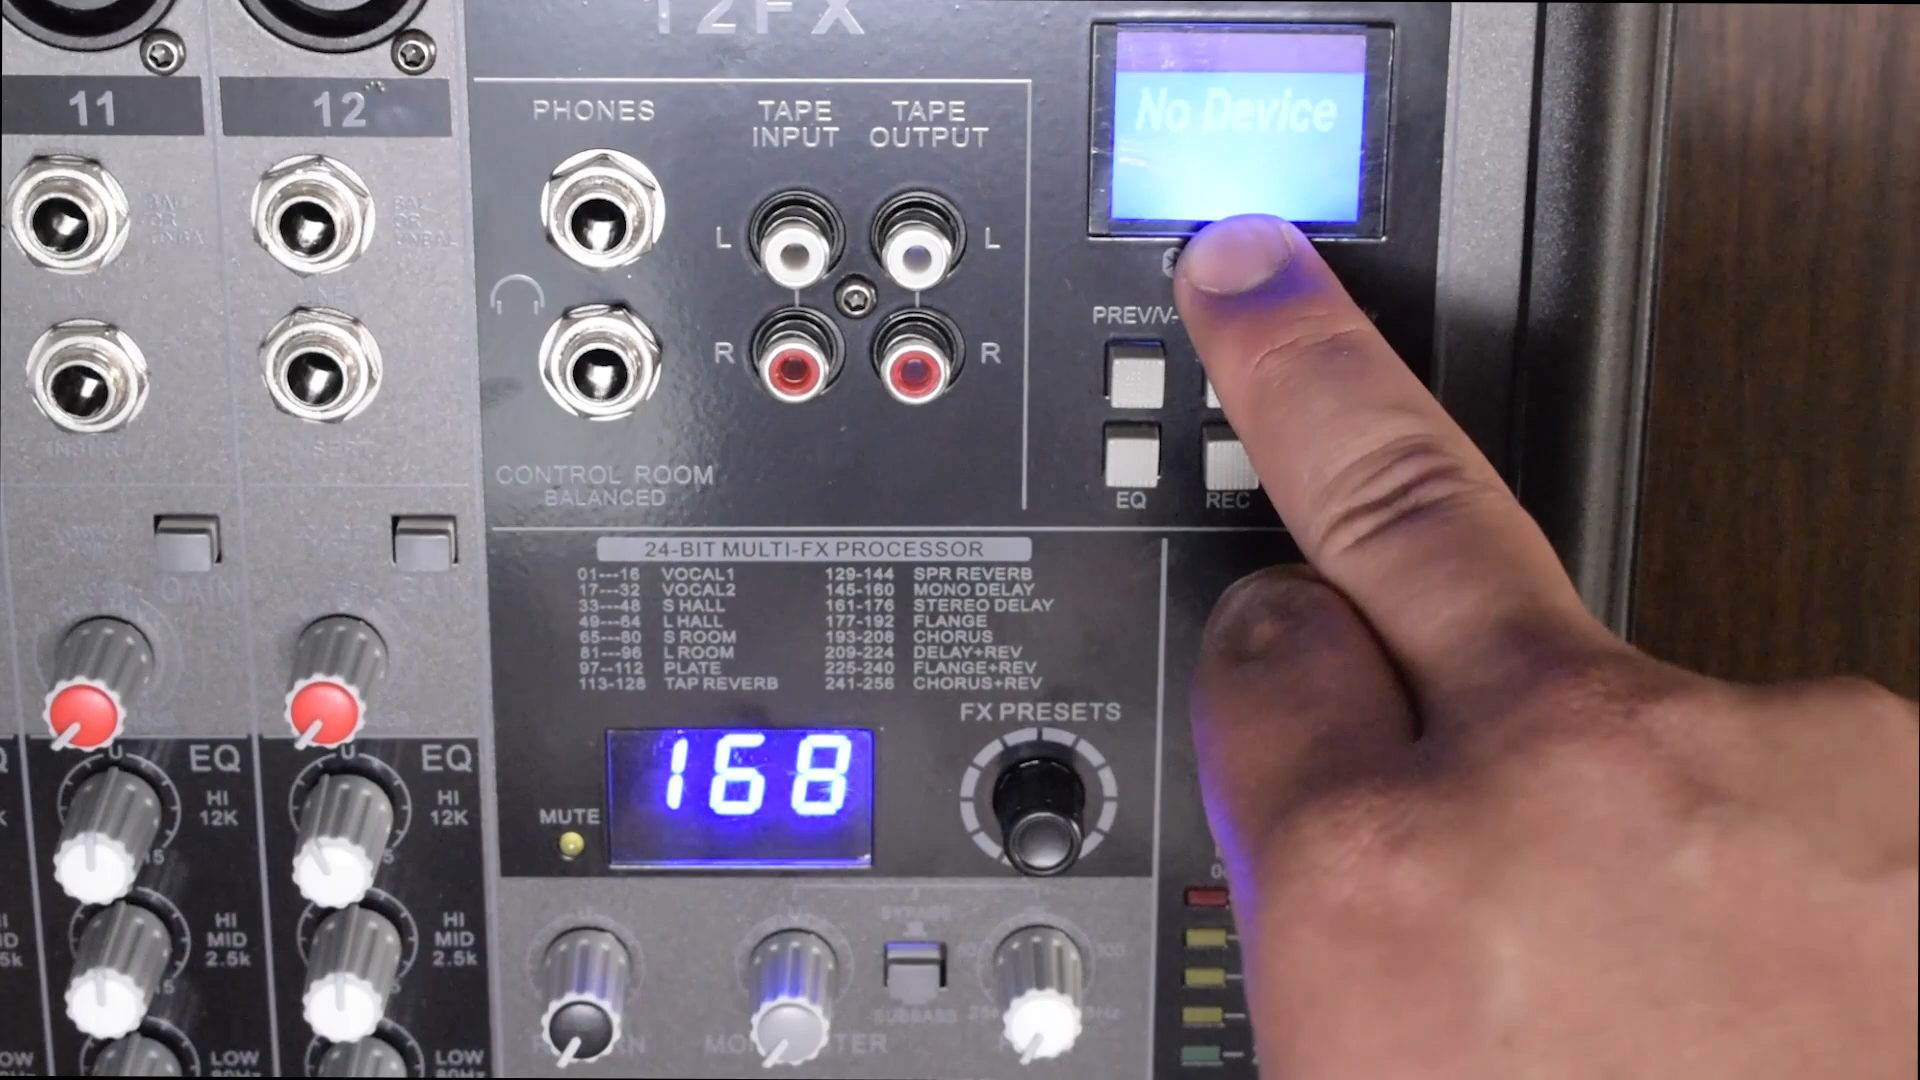 12FX
11
12
PHONES
TAPE INPUT
TAPE OUTPUT
No Device
L
L
R
R
PREV/V-
EQ
REC
CONTROL ROOM
BALANCED
24-BIT MULTI-FX PROCESSOR
01---16 VOCAL1
17---32 VOCAL2
33---48 S HALL
49---64 L HALL
65---80 S ROOM
81---96 L ROOM
97--112 PLATE
113-128 TAP REVERB
129-144 SPR REVERB
145-160 MONO DELAY
161-176 STEREO DELAY
177-192 FLANGE
193-208 CHORUS
209-224 DELAY+REV
225-240 FLANGE+REV
241-256 CHORUS+REV
FX PRESETS
168
MUTE
GAIN
U
EQ
HI
12K
HI
MID
2.5k
LOW
80Hz
U
EQ
HI
12K
HI
MID
2.5k
LOW
80Hz